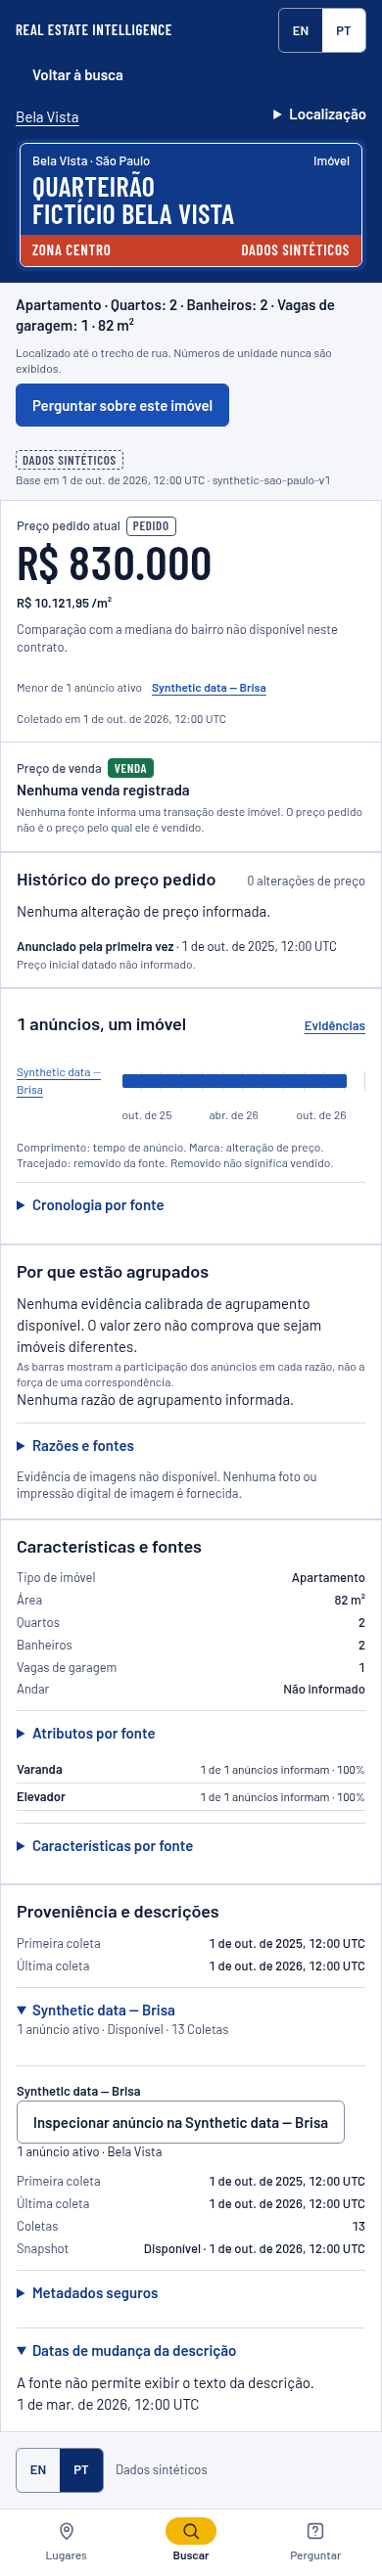 REAL ESTATE INTELLIGENCE
EN PT
Voltar à busca
Bela Vista
Localização
Bela Vista · São Paulo Imóvel
QUARTEIRÃO
FICTÍCIO BELA VISTA
ZONA CENTRO DADOS SINTÉTICOS
Apartamento · Quartos: 2 · Banheiros: 2 · Vagas de
garagem: 1 · 82 m²
Localizado até o trecho de rua. Números de unidade nunca são
exibidos.
Perguntar sobre este imóvel
DADOS SINTÉTICOS
Base em 1 de out. de 2026, 12:00 UTC · synthetic-sao-paulo-v1
Preço pedido atual PEDIDO
R$ 830.000
R$ 10.121,95 /m²
Comparação com a mediana do bairro não disponível neste
contrato.
Menor de 1 anúncio ativo Synthetic data — Brisa
Coletado em 1 de out. de 2026, 12:00 UTC
Preço de venda VENDA
Nenhuma venda registrada
Nenhuma fonte informa uma transação deste imóvel. O preço pedido
não é o preço pelo qual ele é vendido.
Histórico do preço pedido 0 alterações de preço
Nenhuma alteração de preço informada.
Anunciado pela primeira vez · 1 de out. de 2025, 12:00 UTC
Preço inicial datado não informado.
1 anúncios, um imóvel Evidências
Synthetic data —
Brisa
out. de 25 abr. de 26 out. de 26
Comprimento: tempo de anúncio. Marca: alteração de preço.
Tracejado: removido da fonte. Removido não significa vendido.
Cronologia por fonte
Por que estão agrupados
Nenhuma evidência calibrada de agrupamento
disponível. O valor zero não comprova que sejam
imóveis diferentes.
As barras mostram a participação dos anúncios em cada razão, não a
força de uma correspondência.
Nenhuma razão de agrupamento informada.
Razões e fontes
Evidência de imagens não disponível. Nenhuma foto ou
impressão digital de imagem é fornecida.
Características e fontes
Tipo de imóvel Apartamento
Área 82 m²
Quartos 2
Banheiros 2
Vagas de garagem 1
Andar Não informado
Atributos por fonte
Varanda 1 de 1 anúncios informam · 100%
Elevador 1 de 1 anúncios informam · 100%
Características por fonte
Proveniência e descrições
Primeira coleta 1 de out. de 2025, 12:00 UTC
Última coleta 1 de out. de 2026, 12:00 UTC
Synthetic data — Brisa
1 anúncio ativo · Disponível · 13 Coletas
Synthetic data — Brisa
Inspecionar anúncio na Synthetic data — Brisa
1 anúncio ativo · Bela Vista
Primeira coleta 1 de out. de 2025, 12:00 UTC
Última coleta 1 de out. de 2026, 12:00 UTC
Coletas 13
Snapshot Disponível · 1 de out. de 2026, 12:00 UTC
Metadados seguros
Datas de mudança da descrição
A fonte não permite exibir o texto da descrição.
1 de mar. de 2026, 12:00 UTC
EN PT Dados sintéticos
Lugares Buscar Perguntar